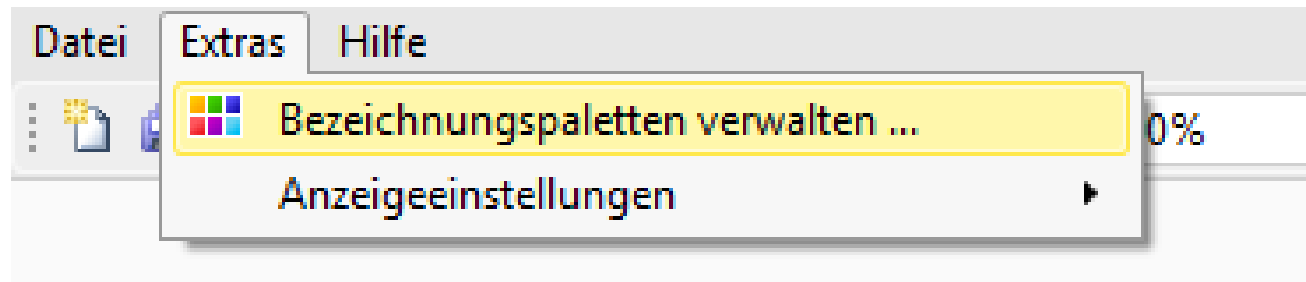 Datei Extras Hilfe
Bezeichnungspaletten verwalten ...
0%
Anzeigeeinstellungen